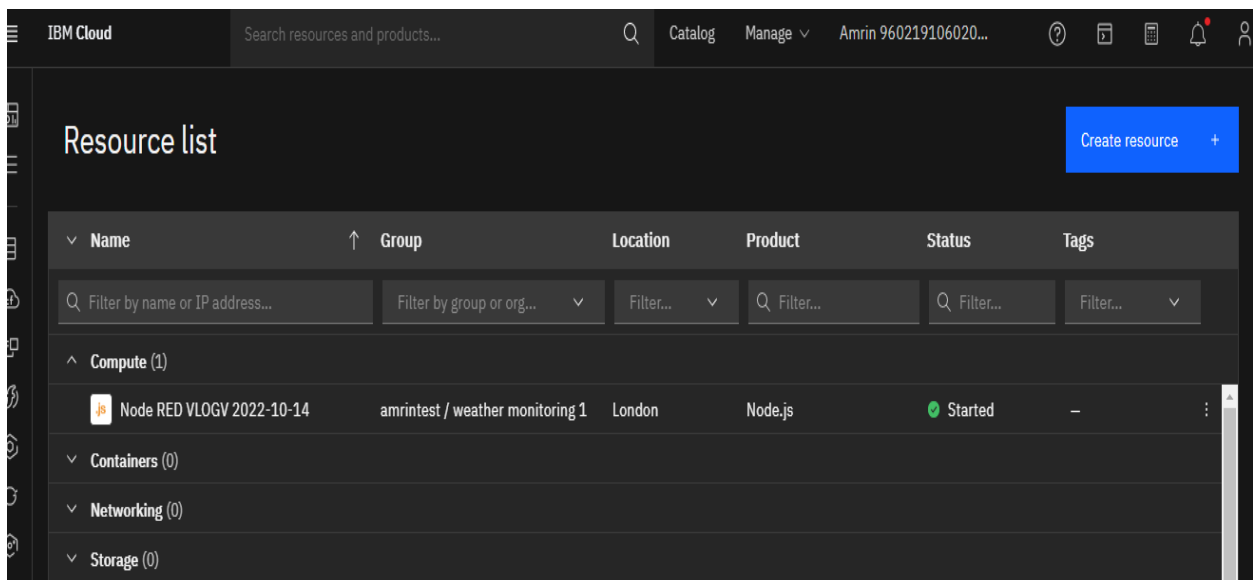 IBM Cloud Search resources and products... Catalog Manage Amrin 960219106020...
Resource list
Create resource +
Name Group Location Product Status Tags
Filter by name or IP address... Filter by group or org... Filter... Filter... Filter... Filter...
Compute (1)
.js Node RED VLOGV 2022-10-14 amrintest / weather monitoring 1 London Node.js Started –
Containers (0)
Networking (0)
Storage (0)